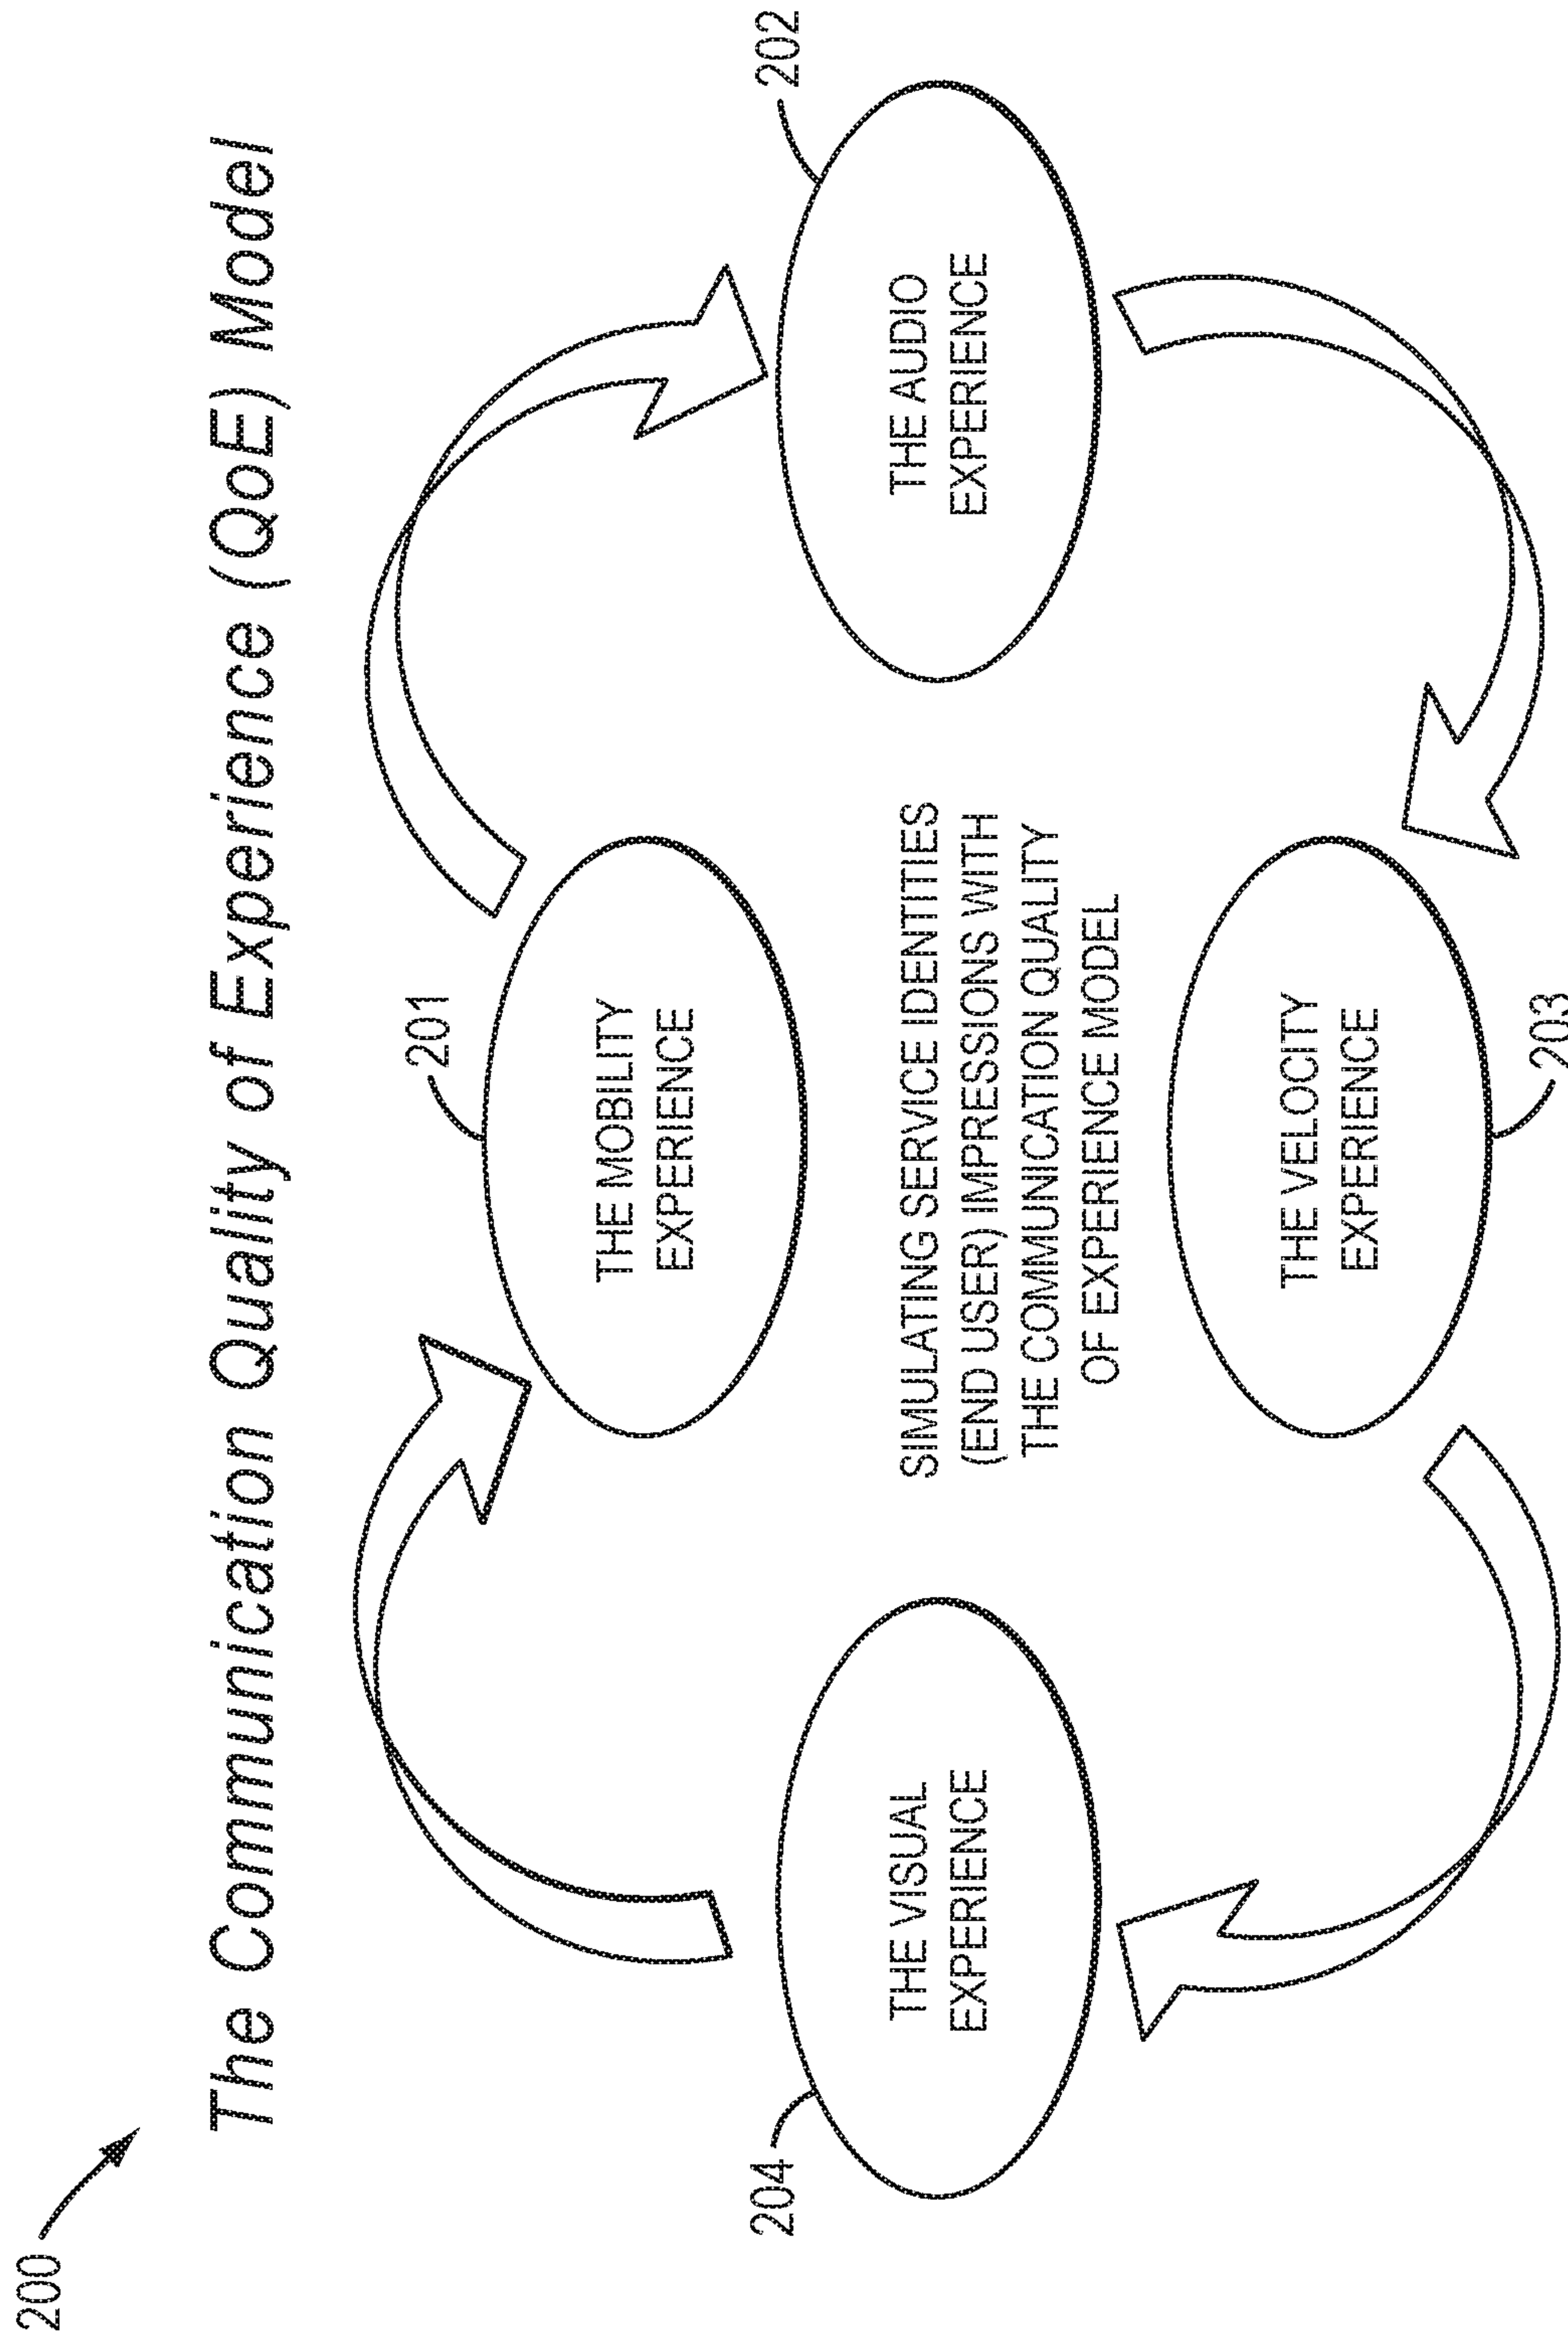 200
The Communication Quality of Experience (QoE) Model
201
THE MOBILITY
EXPERIENCE
202
THE AUDIO
EXPERIENCE
204
THE VISUAL
EXPERIENCE
SIMULATING SERVICE IDENTITIES
(END USER) IMPRESSIONS WITH
THE COMMUNICATION QUALITY
OF EXPERIENCE MODEL
THE VELOCITY
EXPERIENCE
203